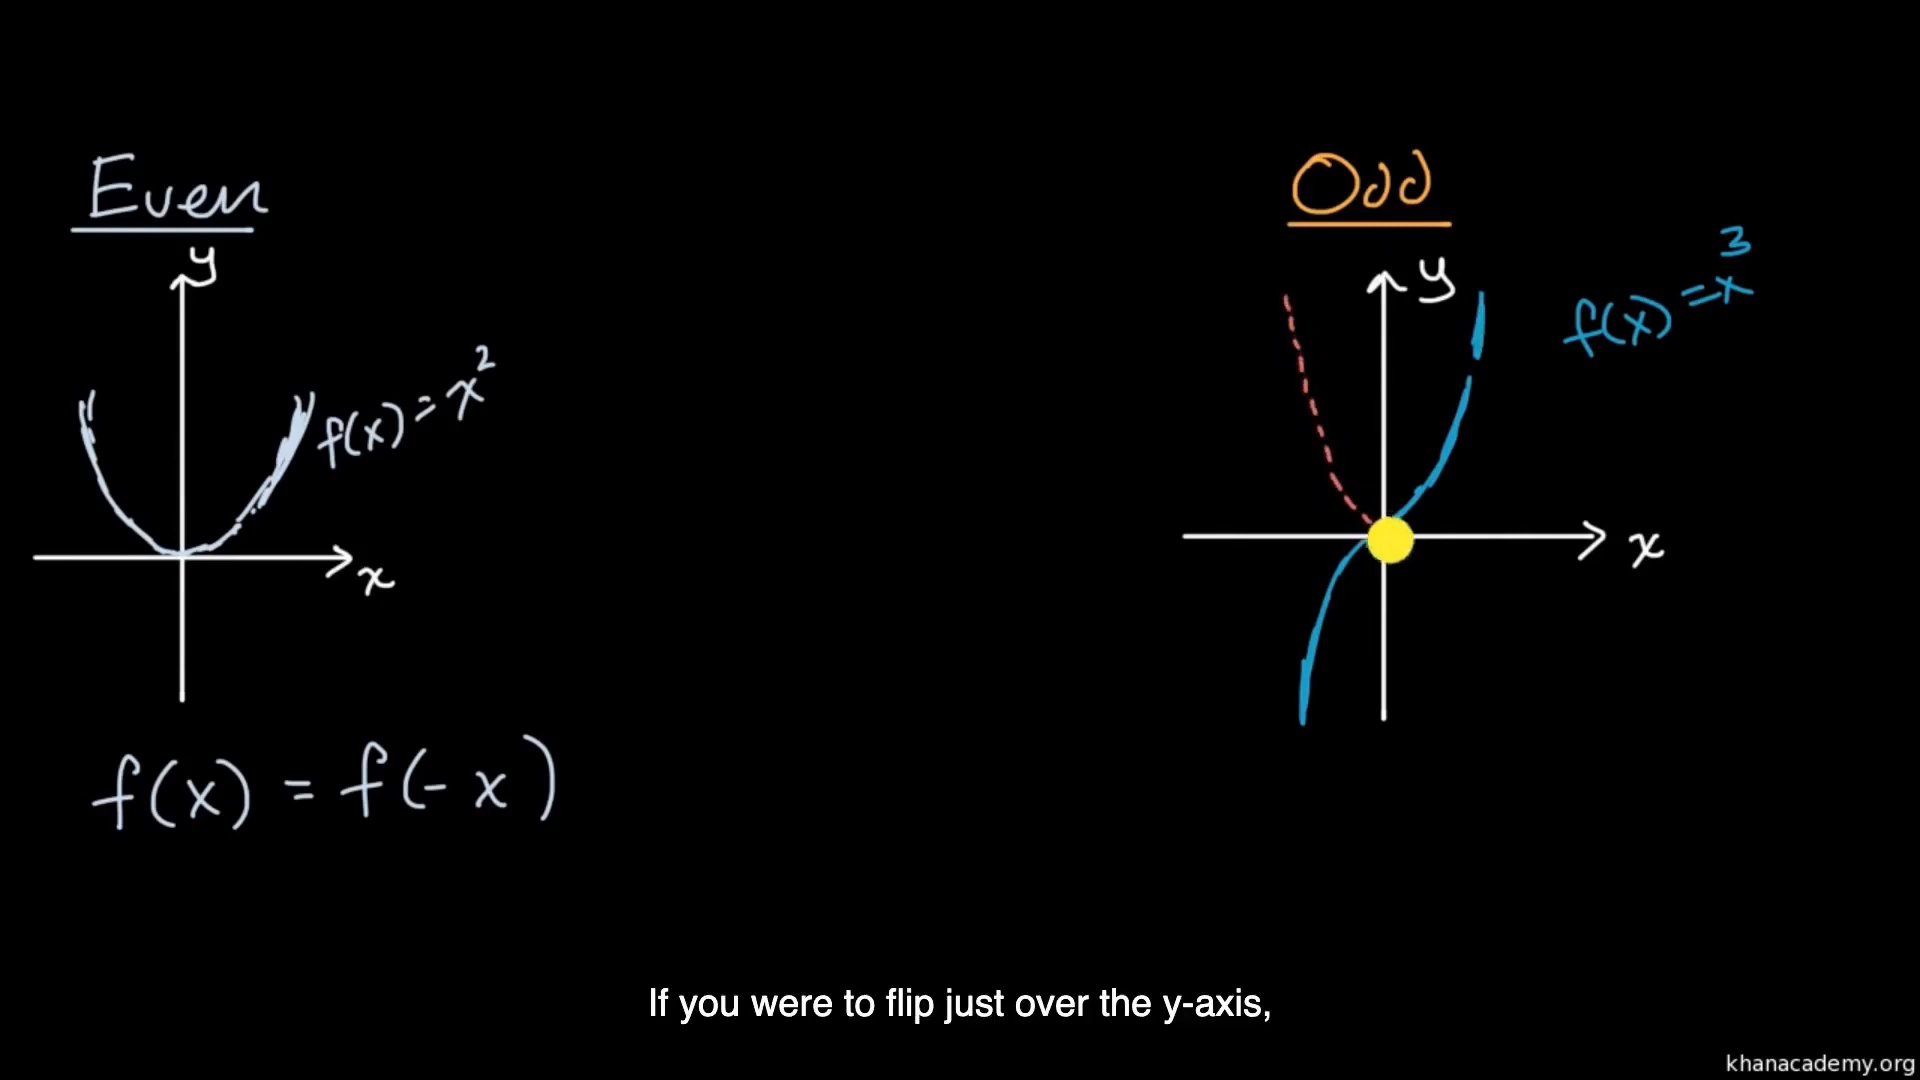 Even
y
f(x) = x²
x
f(x) = f(-x)
Odd
y
f(x) = x³
x
If you were to flip just over the y-axis,
khanacademy.org